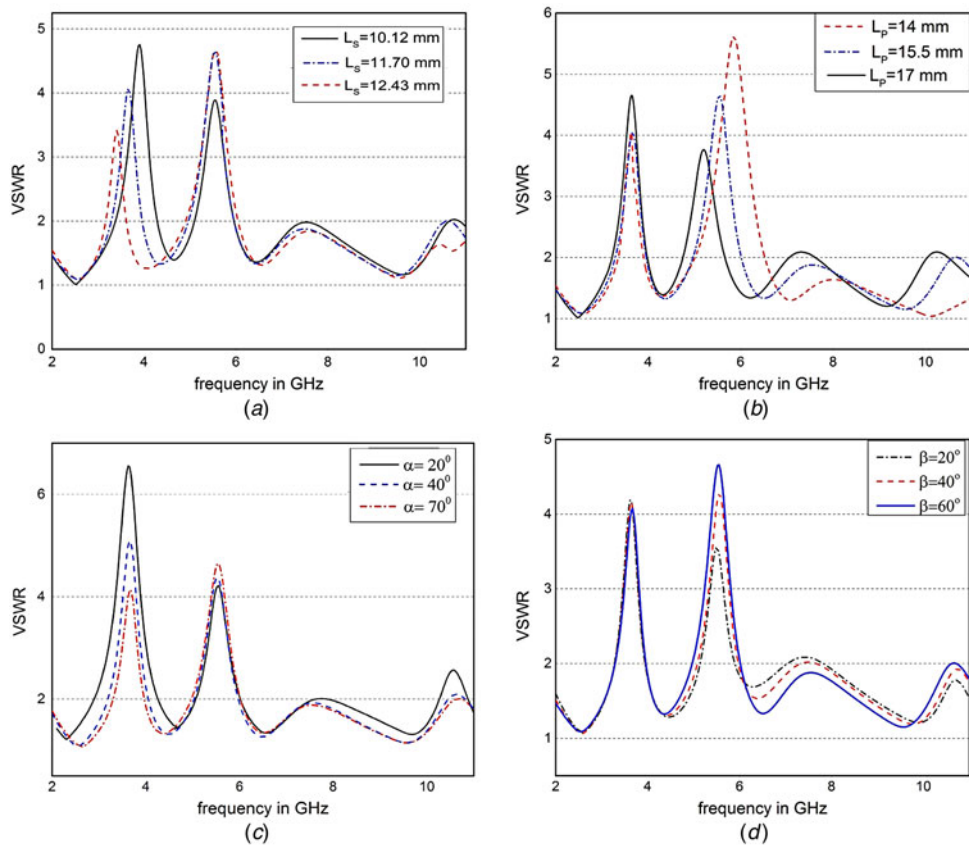 5
4
3
2
1
0
VSWR
L_S=10.12 mm
L_S=11.70 mm
L_S=12.43 mm
2 4 6 8 10
frequency in GHz
(a)
6
5
4
3
2
1
VSWR
L_P=14 mm
L_P=15.5 mm
L_P=17 mm
2 4 6 8 10
frequency in GHz
(b)
6
4
2
VSWR
α= 20⁰
α= 40⁰
α= 70⁰
2 4 6 8 10
frequency in GHz
(c)
5
4
3
2
1
VSWR
β=20°
β=40°
β=60°
2 4 6 8 10
frequency in GHz
(d)